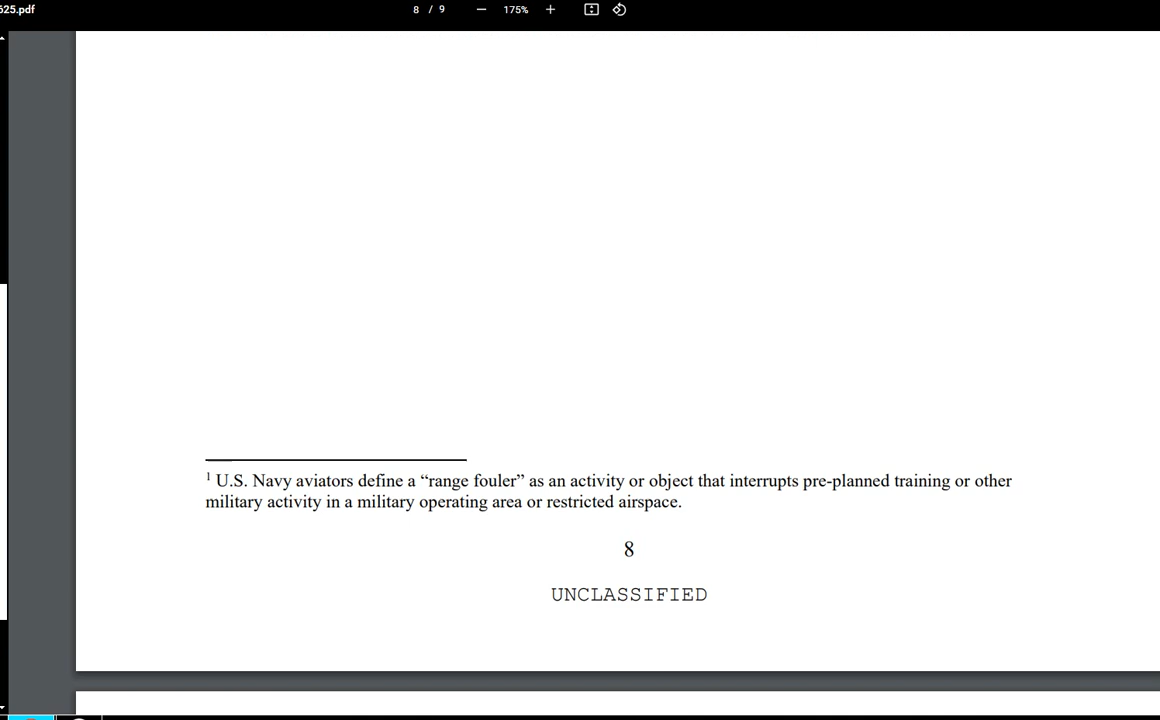 625.pdf
8 / 9 — 175% +
1 U.S. Navy aviators define a “range fouler” as an activity or object that interrupts pre-planned training or other
military activity in a military operating area or restricted airspace.
8
UNCLASSIFIED